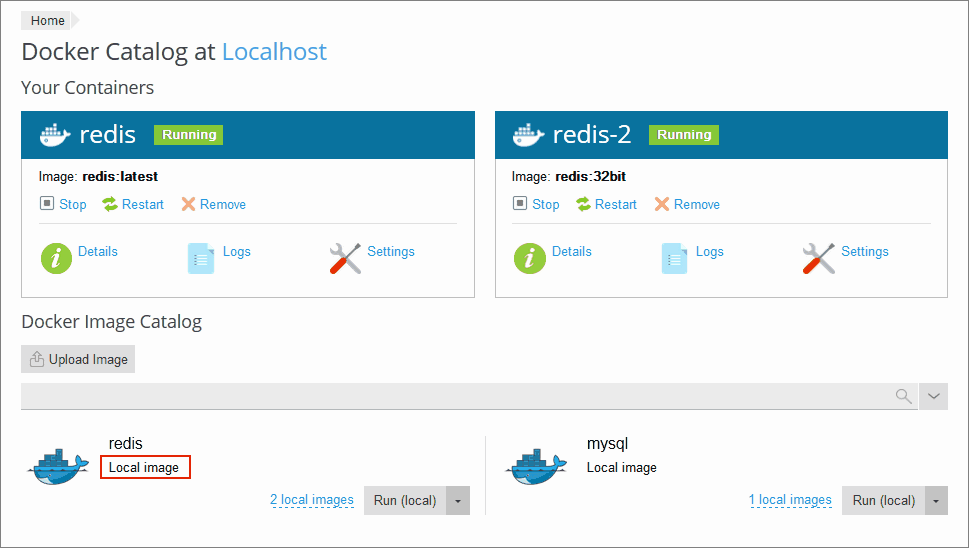 Home
Docker Catalog at Localhost
Your Containers
redis Running
Image: redis:latest
Stop Restart Remove
Details Logs Settings
redis-2 Running
Image: redis:32bit
Stop Restart Remove
Details Logs Settings
Docker Image Catalog
Upload Image
redis
Local image
2 local images Run (local)
mysql
Local image
1 local images Run (local)